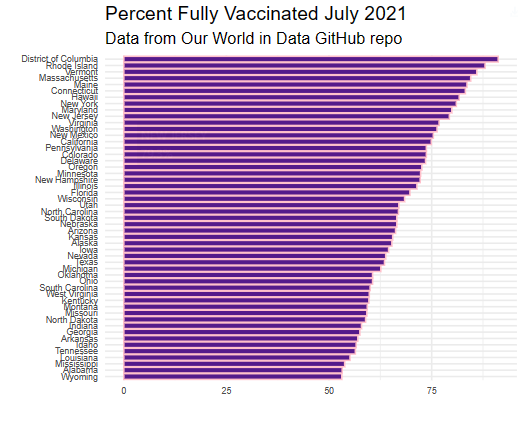 Percent Fully Vaccinated July 2021
Data from Our World in Data GitHub repo
District of Columbia
Rhode Island
Vermont
Massachusetts
Maine
Connecticut
Hawaii
New York
Maryland
New Jersey
Virginia
Washington
New Mexico
California
Pennsylvania
Colorado
Delaware
Oregon
Minnesota
New Hampshire
Illinois
Florida
Wisconsin
Utah
North Carolina
South Dakota
Nebraska
Arizona
Kansas
Alaska
Iowa
Nevada
Texas
Michigan
Oklahoma
Ohio
South Carolina
West Virginia
Kentucky
Montana
Missouri
North Dakota
Indiana
Georgia
Arkansas
Idaho
Tennessee
Louisiana
Mississippi
Alabama
Wyoming
0 25 50 75